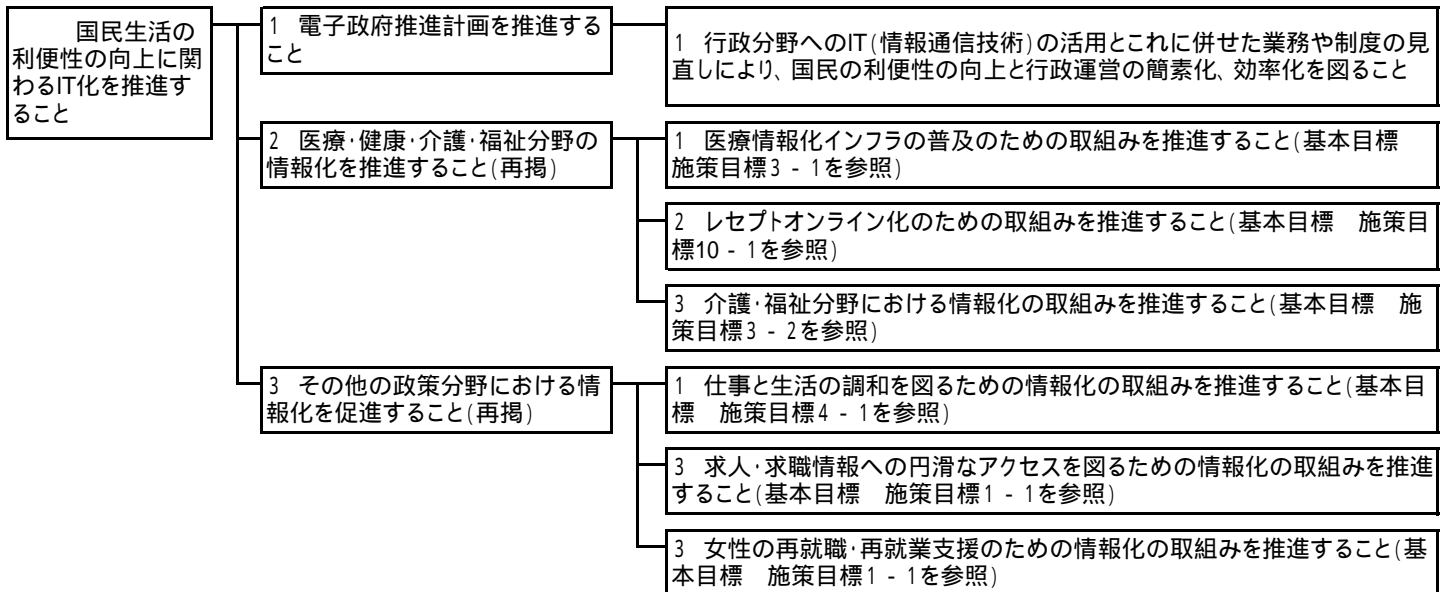 国民生活の
利便性の向上に関
わるIT化を推進す
ること
1 電子政府推進計画を推進する
こと
1 行政分野へのIT(情報通信技術)の活用とこれに併せた業務や制度の見
直しにより、国民の利便性の向上と行政運営の簡素化、効率化を図ること
2 医療・健康・介護・福祉分野の
情報化を推進すること(再掲)
1 医療情報化インフラの普及のための取組みを推進すること(基本目標
施策目標3-1を参照)
2 レセプトオンライン化のための取組みを推進すること(基本目標 施策目
標10-1を参照)
3 介護・福祉分野における情報化の取組みを推進すること(基本目標 施
策目標3-2を参照)
3 その他の政策分野における情
報化を促進すること(再掲)
1 仕事と生活の調和を図るための情報化の取組みを推進すること(基本目
標 施策目標4-1を参照)
3 求人・求職情報への円滑なアクセスを図るための情報化の取組みを推進
すること(基本目標 施策目標1-1を参照)
3 女性の再就職・再就業支援のための情報化の取組みを推進すること(基
本目標 施策目標1-1を参照)